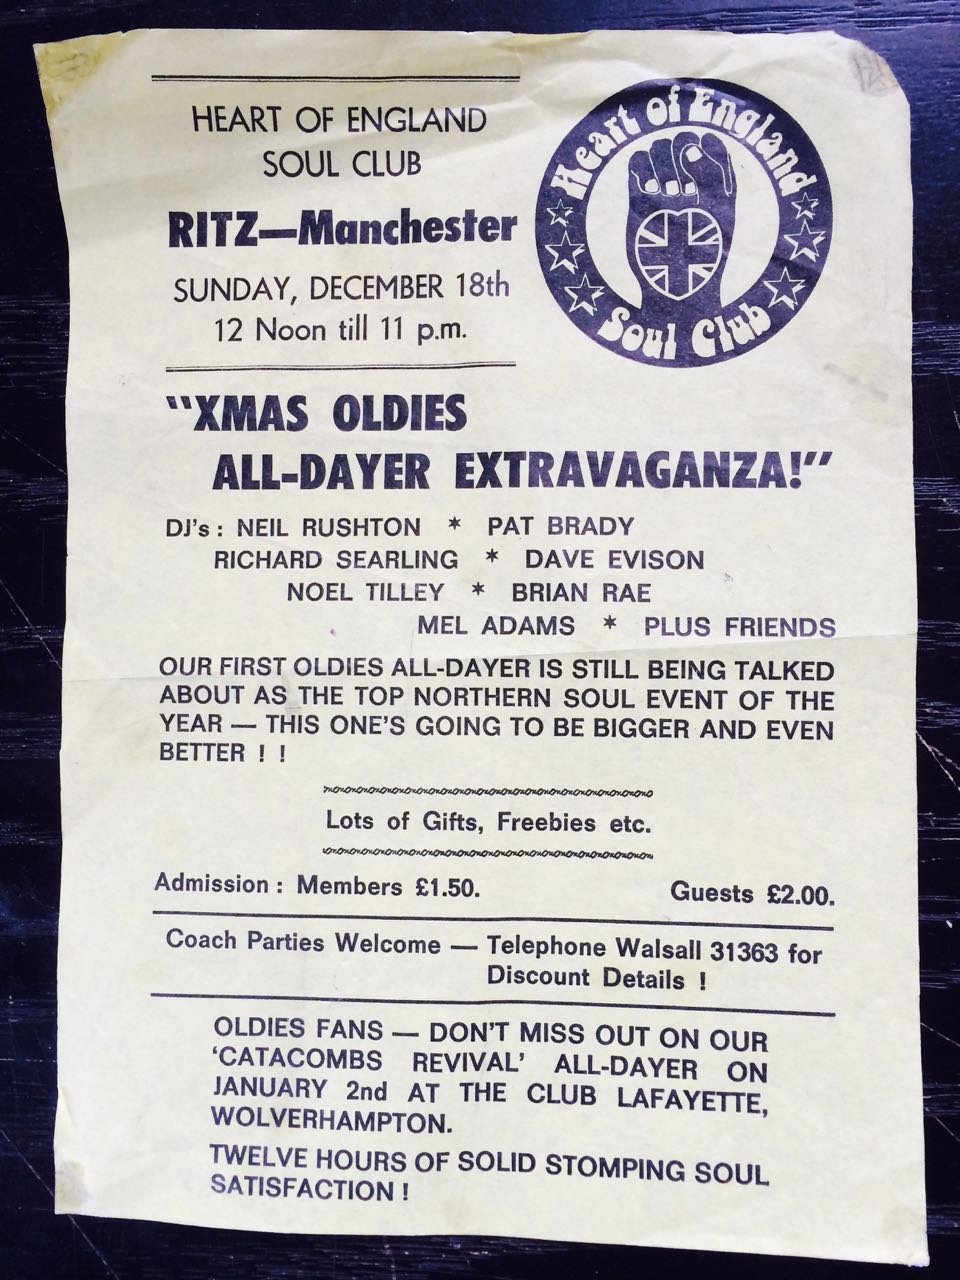 HEART OF ENGLAND
SOUL CLUB
RITZ—Manchester
SUNDAY, DECEMBER 18th
12 Noon till 11 p.m.
Heart of England
Soul Club
"XMAS OLDIES
ALL-DAYER EXTRAVAGANZA!"
DJ's : NEIL RUSHTON * PAT BRADY
RICHARD SEARLING * DAVE EVISON
NOEL TILLEY * BRIAN RAE
MEL ADAMS * PLUS FRIENDS
OUR FIRST OLDIES ALL-DAYER IS STILL BEING TALKED
ABOUT AS THE TOP NORTHERN SOUL EVENT OF THE
YEAR — THIS ONE'S GOING TO BE BIGGER AND EVEN
BETTER ! !
Lots of Gifts, Freebies etc.
Admission : Members £1.50. Guests £2.00.
Coach Parties Welcome — Telephone Walsall 31363 for
Discount Details !
OLDIES FANS — DON'T MISS OUT ON OUR
'CATACOMBS REVIVAL' ALL-DAYER ON
JANUARY 2nd AT THE CLUB LAFAYETTE,
WOLVERHAMPTON.
TWELVE HOURS OF SOLID STOMPING SOUL
SATISFACTION !